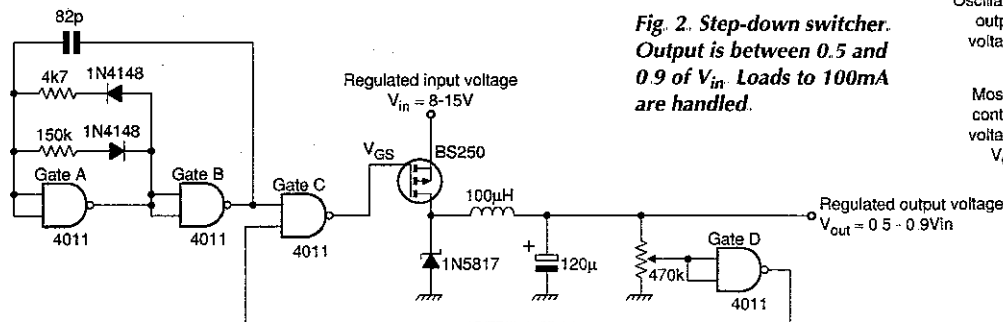 82p
4k7
1N4148
150k
1N4148
Gate A
4011
Gate B
4011
Gate C
4011
Regulated input voltage
Vin = 8-15V
VGS
BS250
100µH
1N5817
+
120µ
470k
Gate D
4011
Regulated output voltage
Vout = 0.5 - 0.9Vin
Fig. 2. Step-down switcher.
Output is between 0.5 and
0.9 of Vin. Loads to 100mA
are handled.